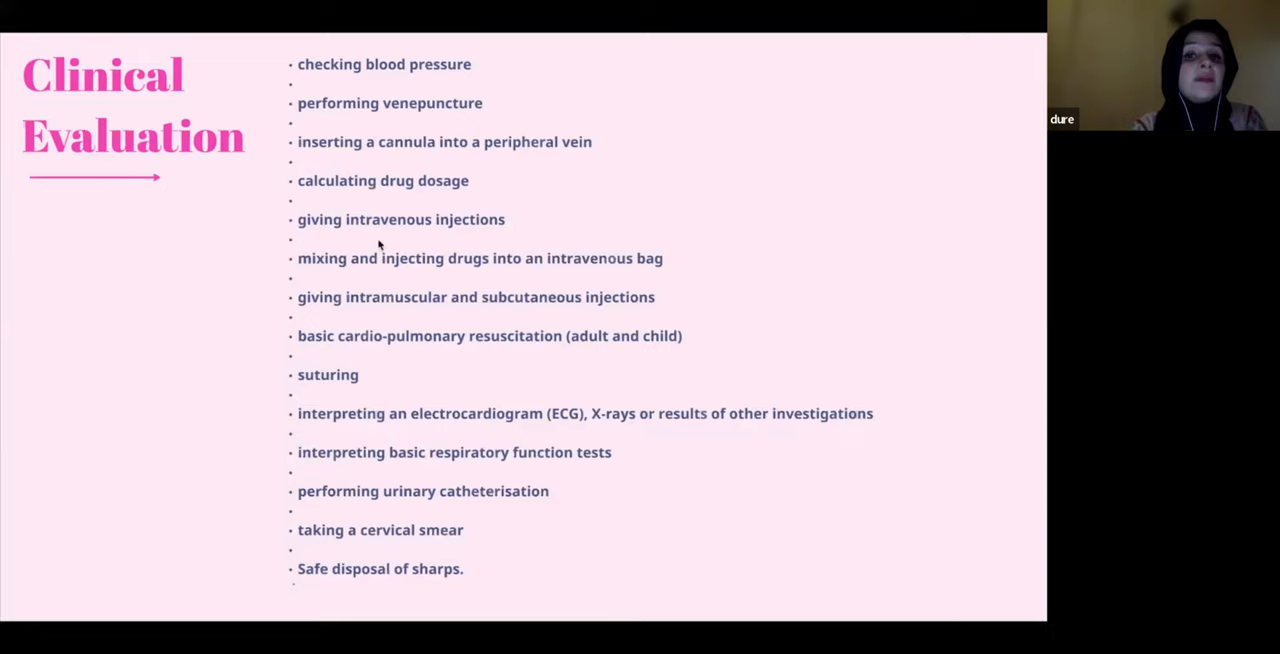 Clinical
Evaluation
· checking blood pressure
· performing venepuncture
· inserting a cannula into a peripheral vein
· calculating drug dosage
· giving intravenous injections
· mixing and injecting drugs into an intravenous bag
· giving intramuscular and subcutaneous injections
· basic cardio-pulmonary resuscitation (adult and child)
· suturing
· interpreting an electrocardiogram (ECG), X-rays or results of other investigations
· interpreting basic respiratory function tests
· performing urinary catheterisation
· taking a cervical smear
· Safe disposal of sharps.
dure